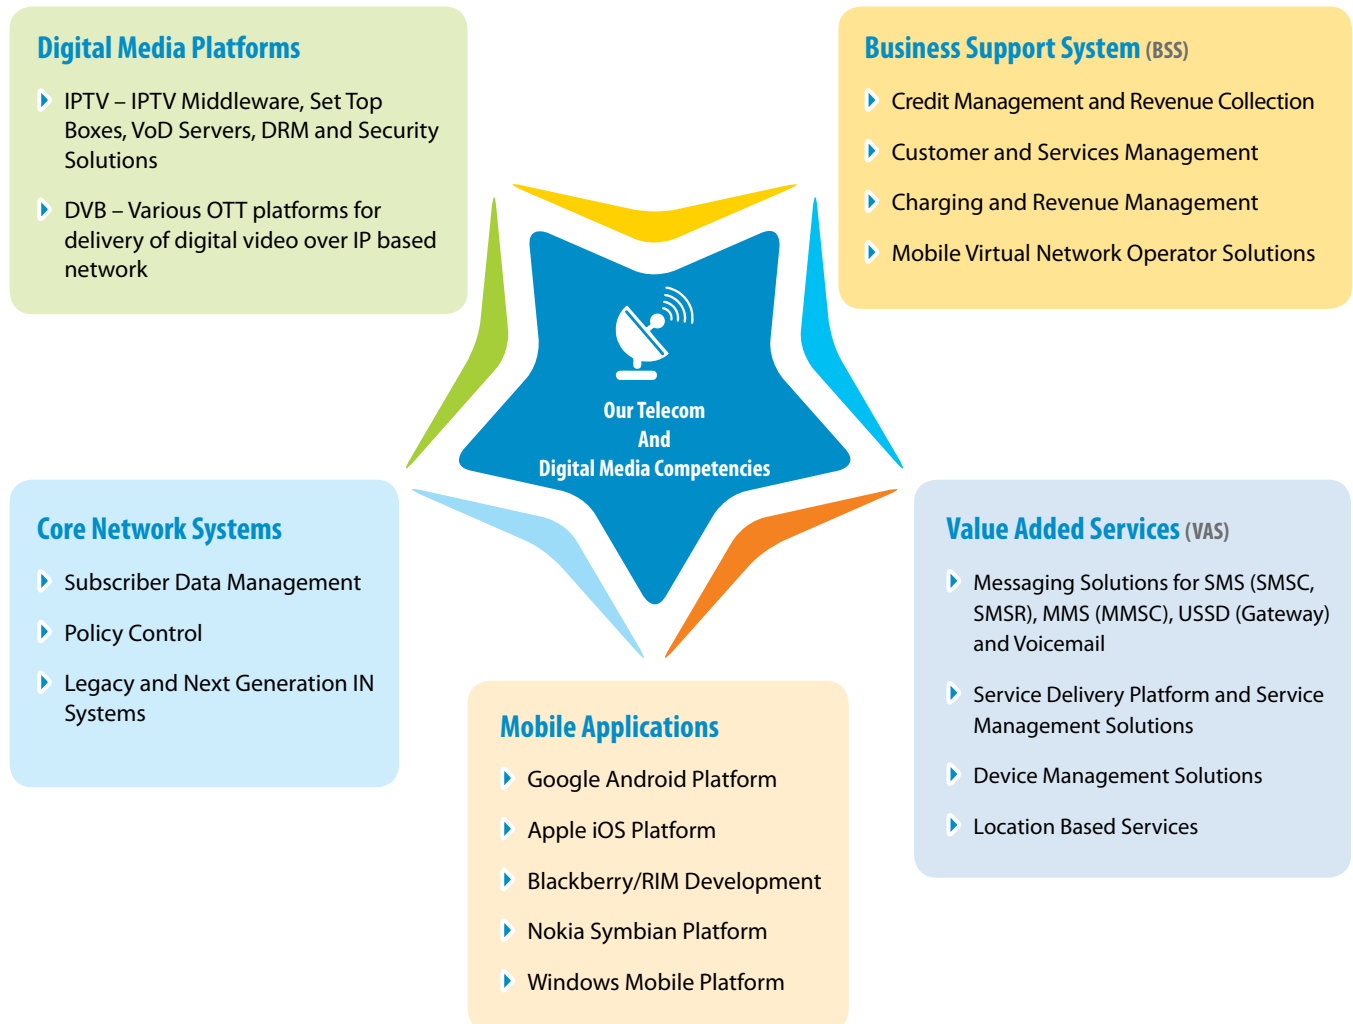 Digital Media Platforms
IPTV – IPTV Middleware, Set Top
Boxes, VoD Servers, DRM and Security
Solutions
DVB – Various OTT platforms for
delivery of digital video over IP based
network
Business Support System (BSS)
Credit Management and Revenue Collection
Customer and Services Management
Charging and Revenue Management
Mobile Virtual Network Operator Solutions
Our Telecom
And
Digital Media Competencies
Core Network Systems
Subscriber Data Management
Policy Control
Legacy and Next Generation IN
Systems
Value Added Services (VAS)
Messaging Solutions for SMS (SMSC,
SMSR), MMS (MMSC), USSD (Gateway)
and Voicemail
Service Delivery Platform and Service
Management Solutions
Device Management Solutions
Location Based Services
Mobile Applications
Google Android Platform
Apple iOS Platform
Blackberry/RIM Development
Nokia Symbian Platform
Windows Mobile Platform